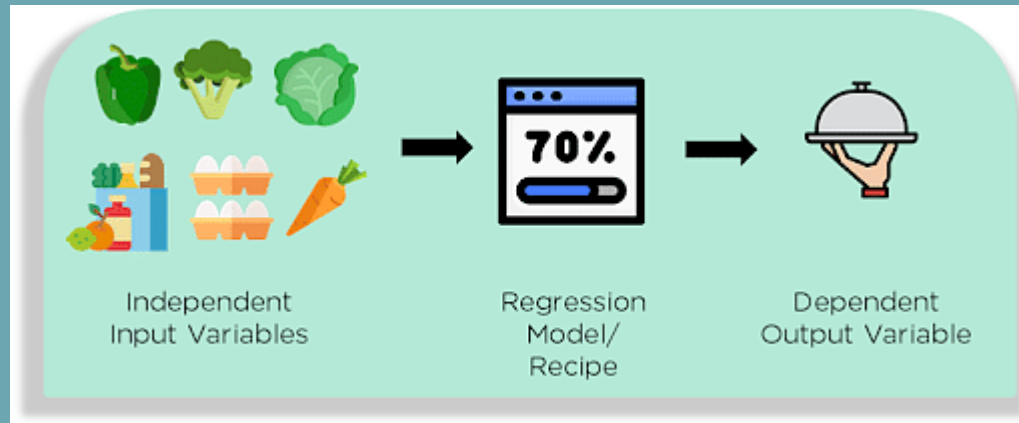 70%
Independent
Input Variables
Regression
Model/
Recipe
Dependent
Output Variable